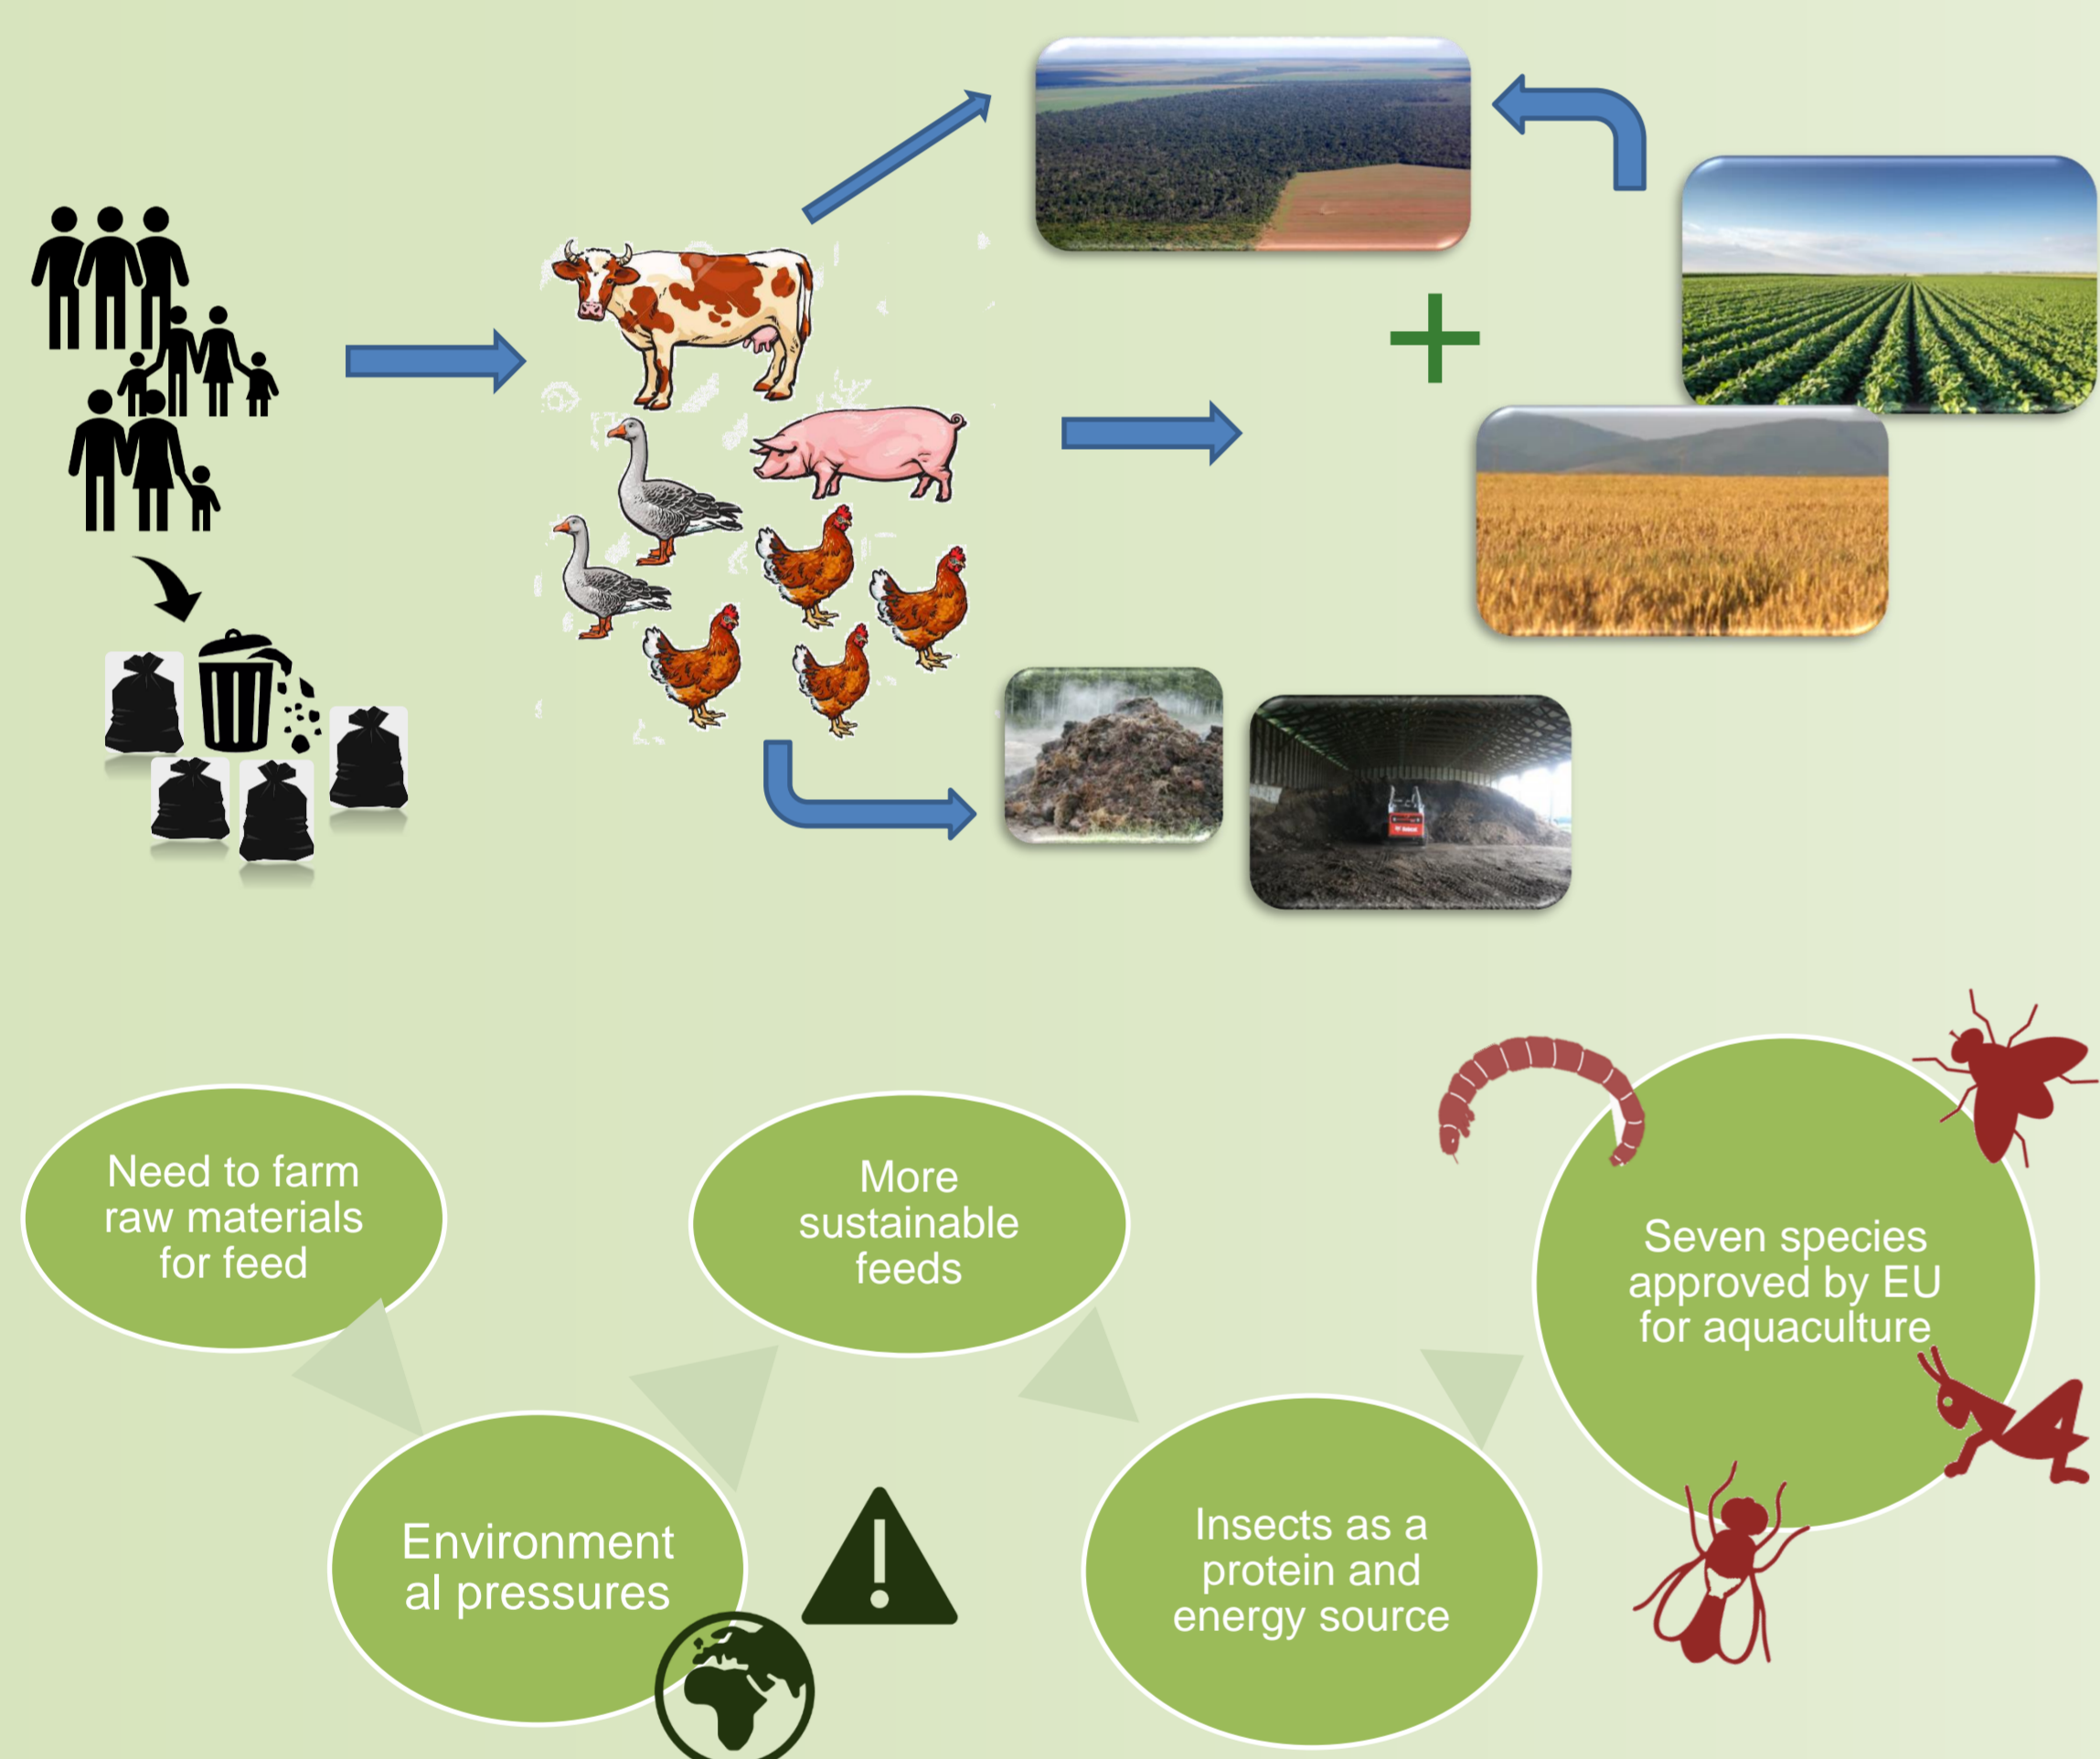 Need to farm
raw materials
for feed
Environment
al pressures
More
sustainable
feeds
Insects as a
protein and
energy source
Seven species
approved by EU
for aquaculture